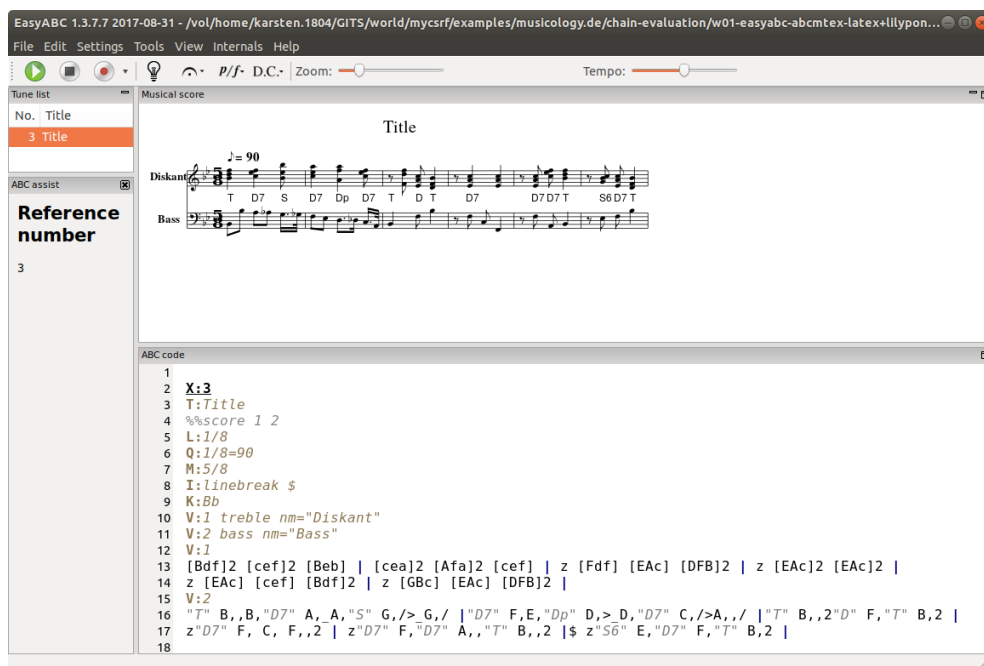 EasyABC 1.3.7.7 2017-08-31 - /vol/home/karsten.1804/GITS/world/mycsrf/examples/musicology.de/chain-evaluation/w01-easyabc-abcmtex-latex+lilypon...
File Edit Settings Tools View Internals Help
p/f D.C. Zoom: Tempo:
Tune list
No. Title
3 Title
Musical score
Title
♪= 90
Diskant
T D7 S D7 Dp D7 T D T D7 D7 D7 T S6 D7 T
Bass
ABC assist
Reference
number
3
ABC code
1
2 X:3
3 T:Title
4 %%score 1 2
5 L:1/8
6 Q:1/8=90
7 M:5/8
8 I:linebreak $
9 K:Bb
10 V:1 treble nm="Diskant"
11 V:2 bass nm="Bass"
12 V:1
13 [Bdf]2 [cef]2 [Beb] | [cea]2 [Afa]2 [cef] | z [Fdf] [EAc] [DFB]2 | z [EAc]2 [EAc]2 |
14 z [EAc] [cef] [Bdf]2 | z [GBc] [EAc] [DFB]2 |
15 V:2
16 "T" B,,B,"D7" A,_A,"S" G,/>_G,/ |"D7" F,E,"Dp" D,>_D,"D7" C,/>A,,/ |"T" B,,2"D" F,"T" B,2 |
17 z"D7" F, C, F,,2 | z"D7" F,"D7" A,,"T" B,,2 |$ z"S6" E,"D7" F,"T" B,2 |
18